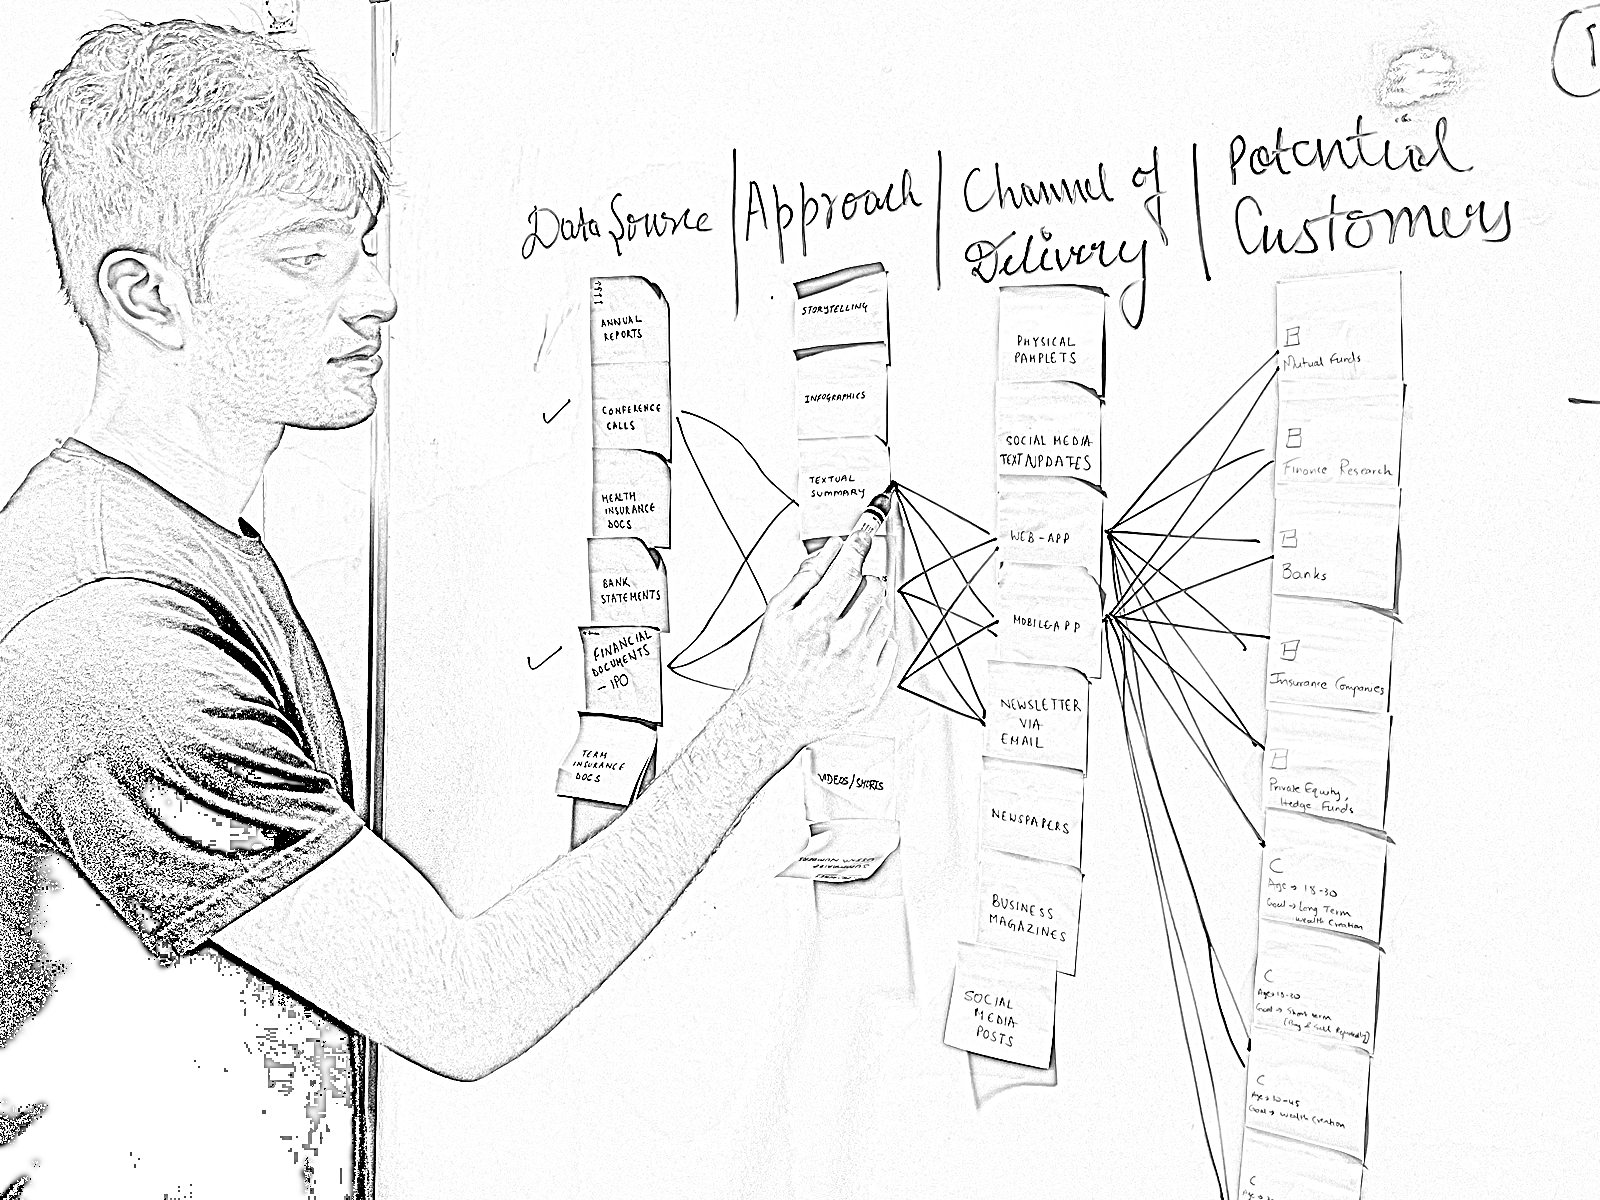 Data Source
Approach
Channel of
Delivery
Potential
Customers
ANNUAL
REPORTS
CONFERENCE
CALLS
HEALTH
INSURANCE
DOCS
BANK
STATEMENTS
FINANCIAL
DOCUMENTS
- IPO
TERM
INSURANCE
DOCS
STORYTELLING
INFOGRAPHICS
TEXTUAL
SUMMARY
VIDEOS/SHORTS
PHYSICAL
PAMPLETS
SOCIAL MEDIA
TEXT UPDATES
WEB-APP
MOBILE APP
NEWSLETTER
VIA
EMAIL
NEWSPAPERS
BUSINESS
MAGAZINES
SOCIAL
MEDIA
POSTS
B
Mutual Funds
B
Finance Research
B
Banks
B
Insurance Companies
B
Private Equity,
Hedge Funds
C
Age → 18-30
Goal → Long Term
Wealth Creation
C
Age → 18-30
Goal → Short term
(Buy & Sell Repeatedly)
C
Age → 30-45
Goal → Wealth Creation
C